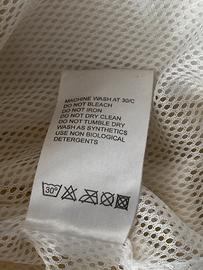 MACHINE WASH AT 30/C
DO NOT BLEACH
DO NOT IRON
DO NOT DRY CLEAN
DO NOT TUMBLE DRY
WASH AS SYNTHETICS
USE NON BIOLOGICAL
DETERGENTS
30°